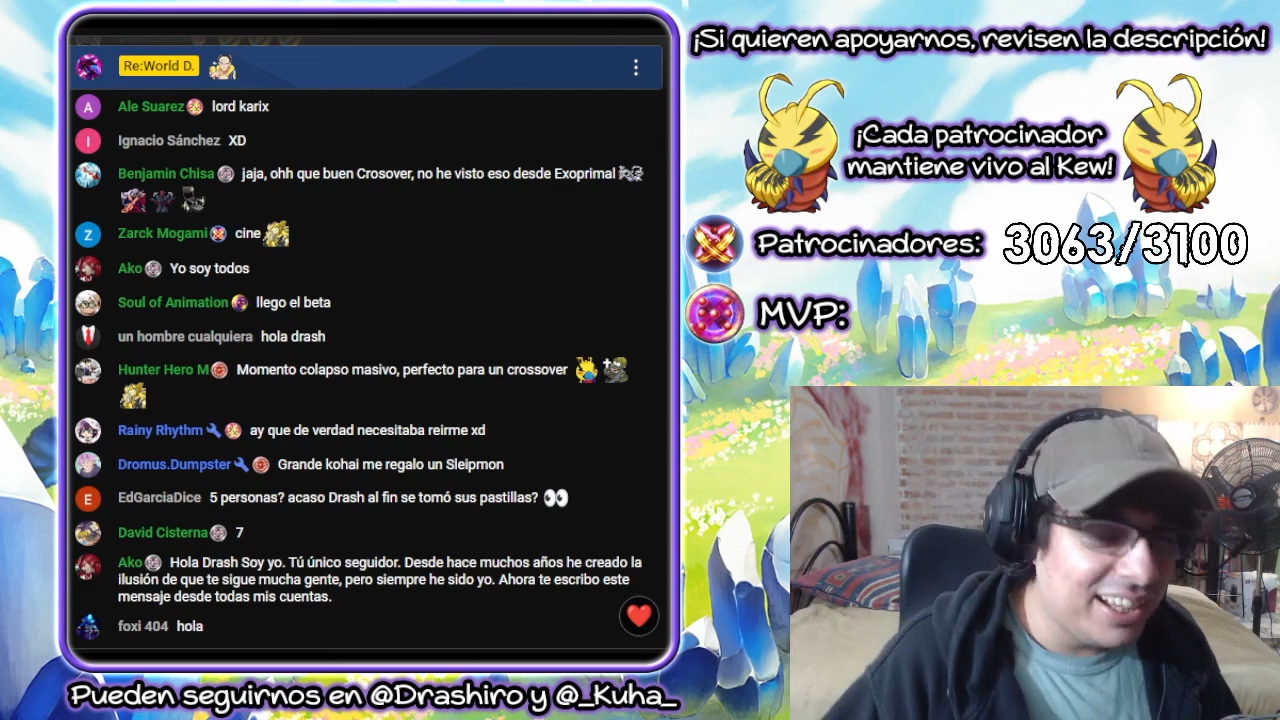 ¡Si quieren apoyarnos, revisen la descripción!
Re:World D.
A Ale Suarez lord karix
I Ignacio Sánchez XD
Benjamin Chisa jaja, ohh que buen Crosover, no he visto eso desde Exoprimal
Z Zarck Mogami cine
Ako Yo soy todos
Soul of Animation llego el beta
un hombre cualquiera hola drash
Hunter Hero M Momento colapso masivo, perfecto para un crossover
Rainy Rhythm ay que de verdad necesitaba reirme xd
Dromus.Dumpster Grande kohai me regalo un Sleipmon
E EdGarciaDice 5 personas? acaso Drash al fin se tomó sus pastillas?
David Cisterna 7
Ako Hola Drash Soy yo. Tú único seguidor. Desde hace muchos años he creado la
ilusión de que te sigue mucha gente, pero siempre he sido yo. Ahora te escribo este
mensaje desde todas mis cuentas.
foxi 404 hola
¡Cada patrocinador
mantiene vivo al Kew!
Patrocinadores: 3063/3100
MVP:
Pueden seguirnos en @Drashiro y @_Kuha_